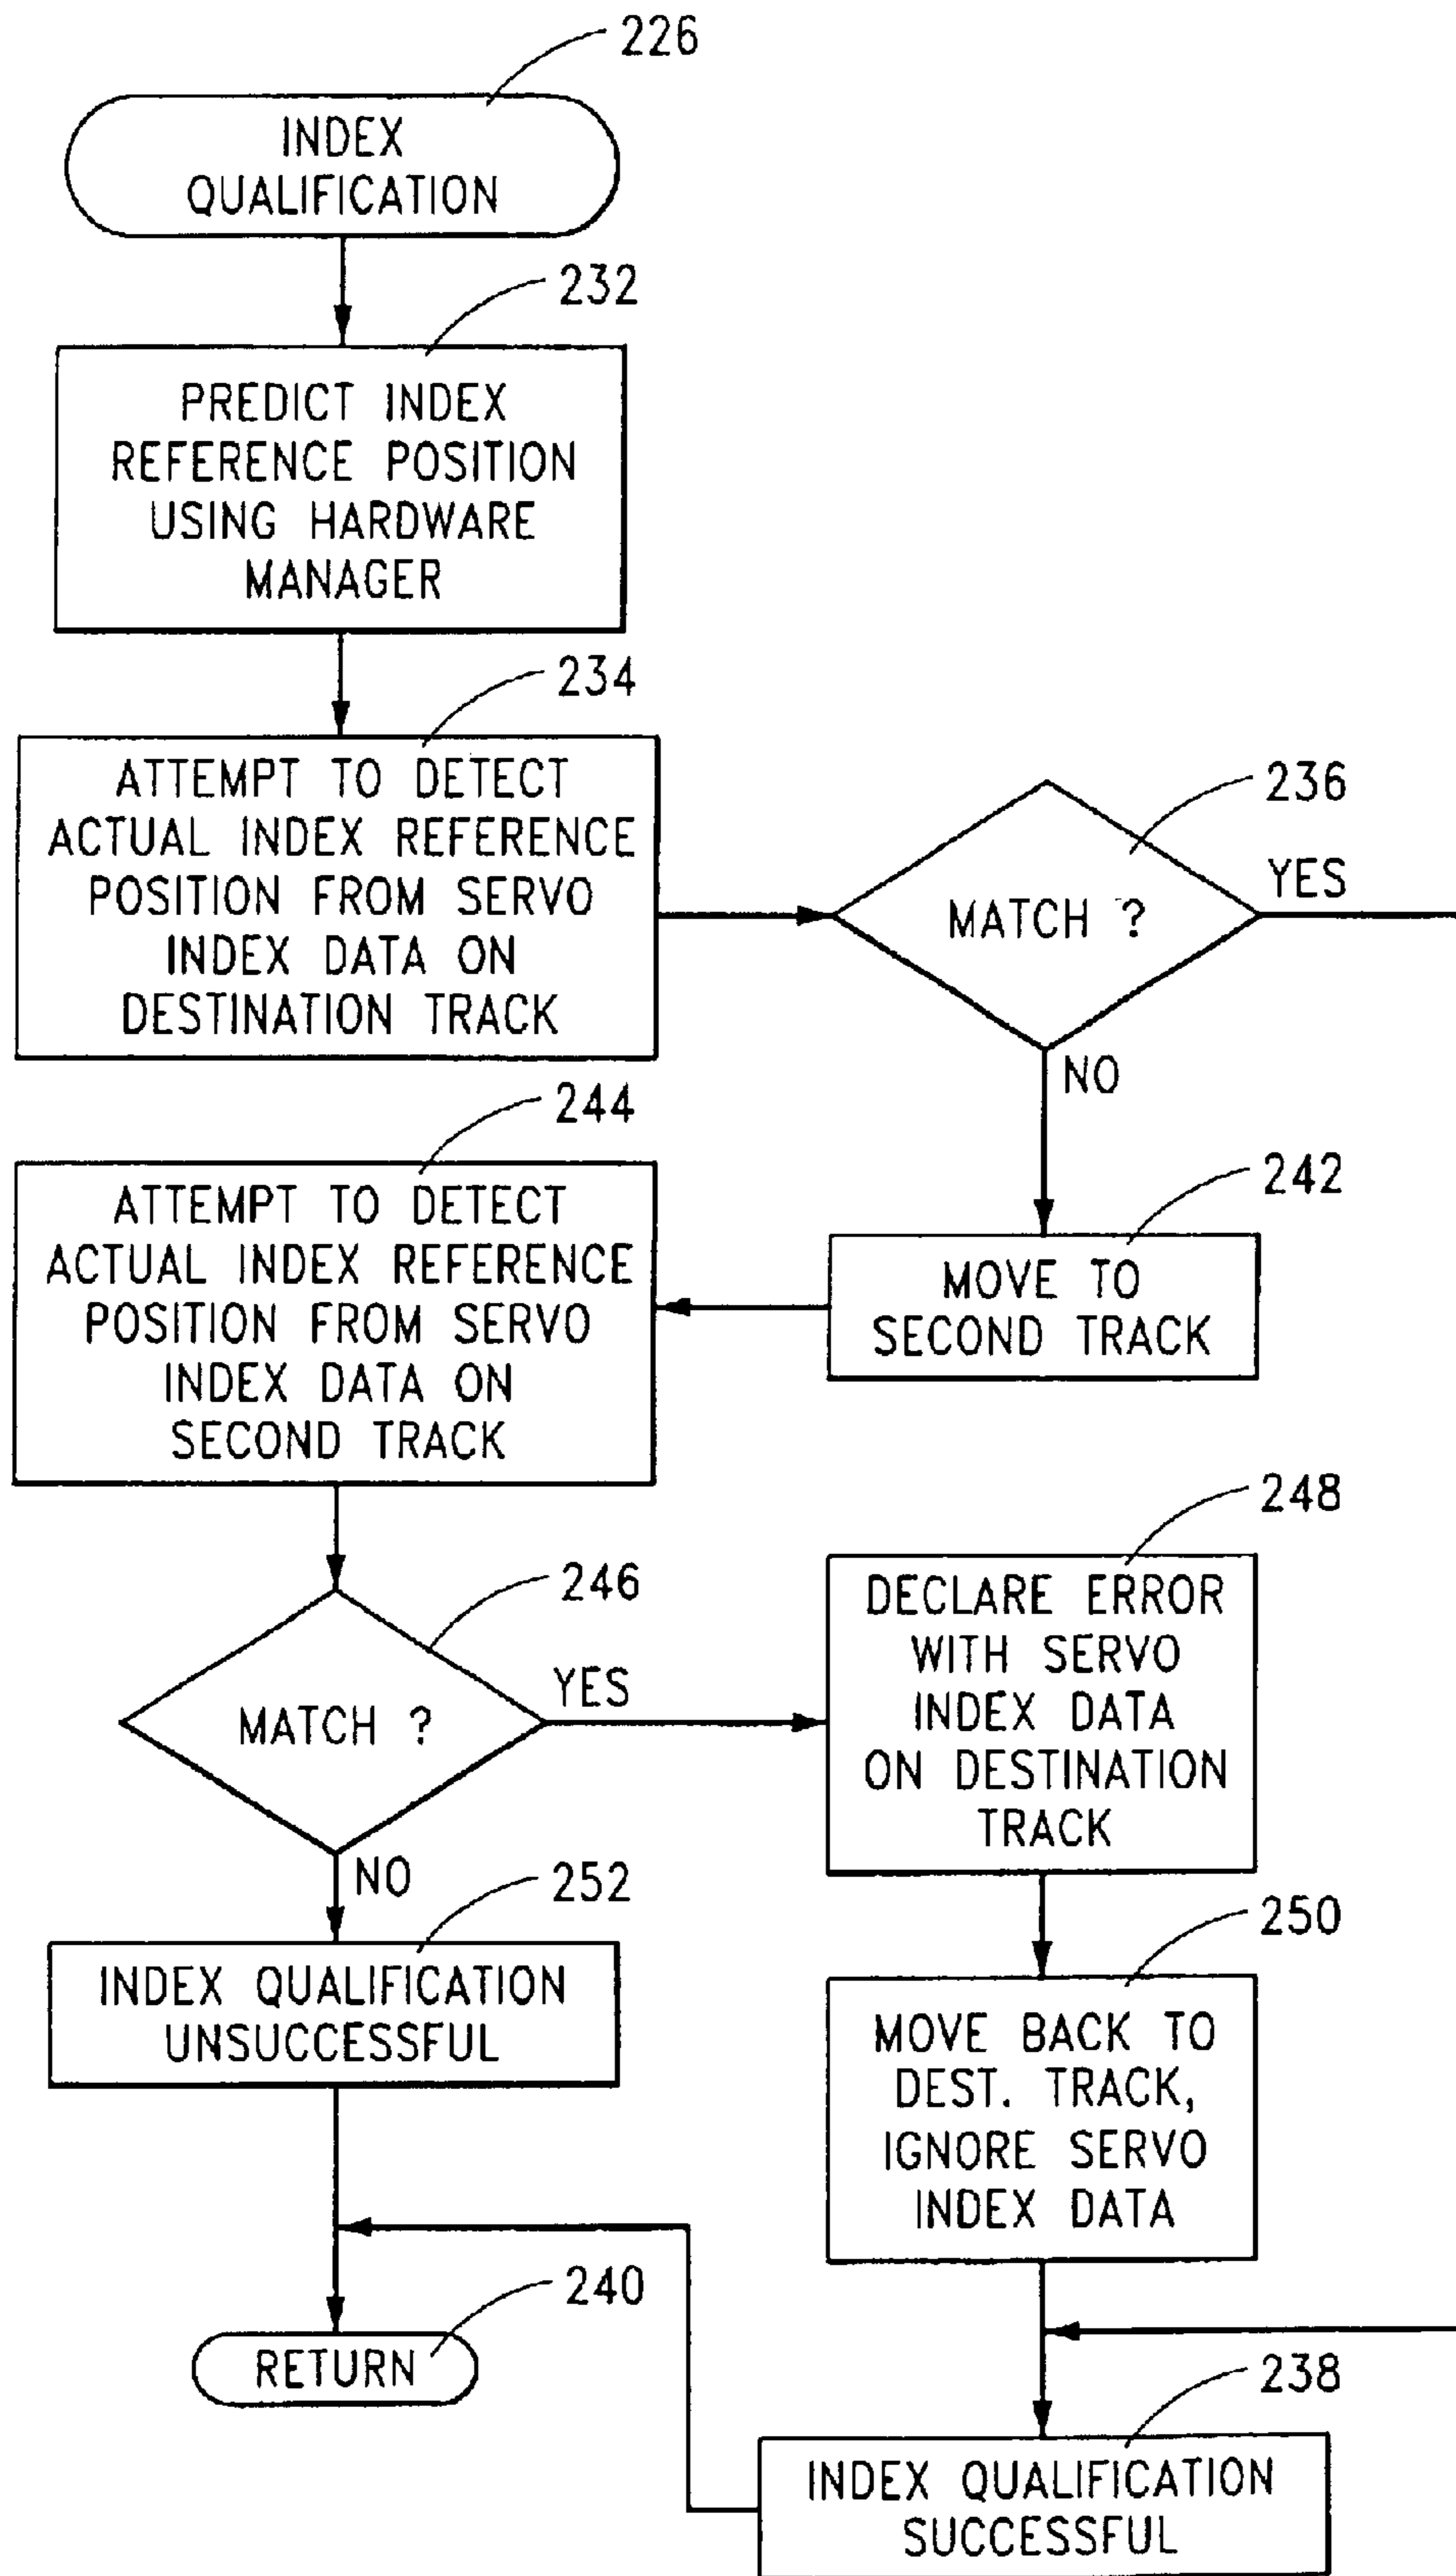 226
INDEX
QUALIFICATION
232
PREDICT INDEX
REFERENCE POSITION
USING HARDWARE
MANAGER
234
ATTEMPT TO DETECT
ACTUAL INDEX REFERENCE
POSITION FROM SERVO
INDEX DATA ON
DESTINATION TRACK
236
MATCH ?
YES
NO
242
MOVE TO
SECOND TRACK
244
ATTEMPT TO DETECT
ACTUAL INDEX REFERENCE
POSITION FROM SERVO
INDEX DATA ON
SECOND TRACK
246
MATCH ?
YES
NO
248
DECLARE ERROR
WITH SERVO
INDEX DATA
ON DESTINATION
TRACK
250
MOVE BACK TO
DEST. TRACK,
IGNORE SERVO
INDEX DATA
252
INDEX QUALIFICATION
UNSUCCESSFUL
238
INDEX QUALIFICATION
SUCCESSFUL
240
RETURN